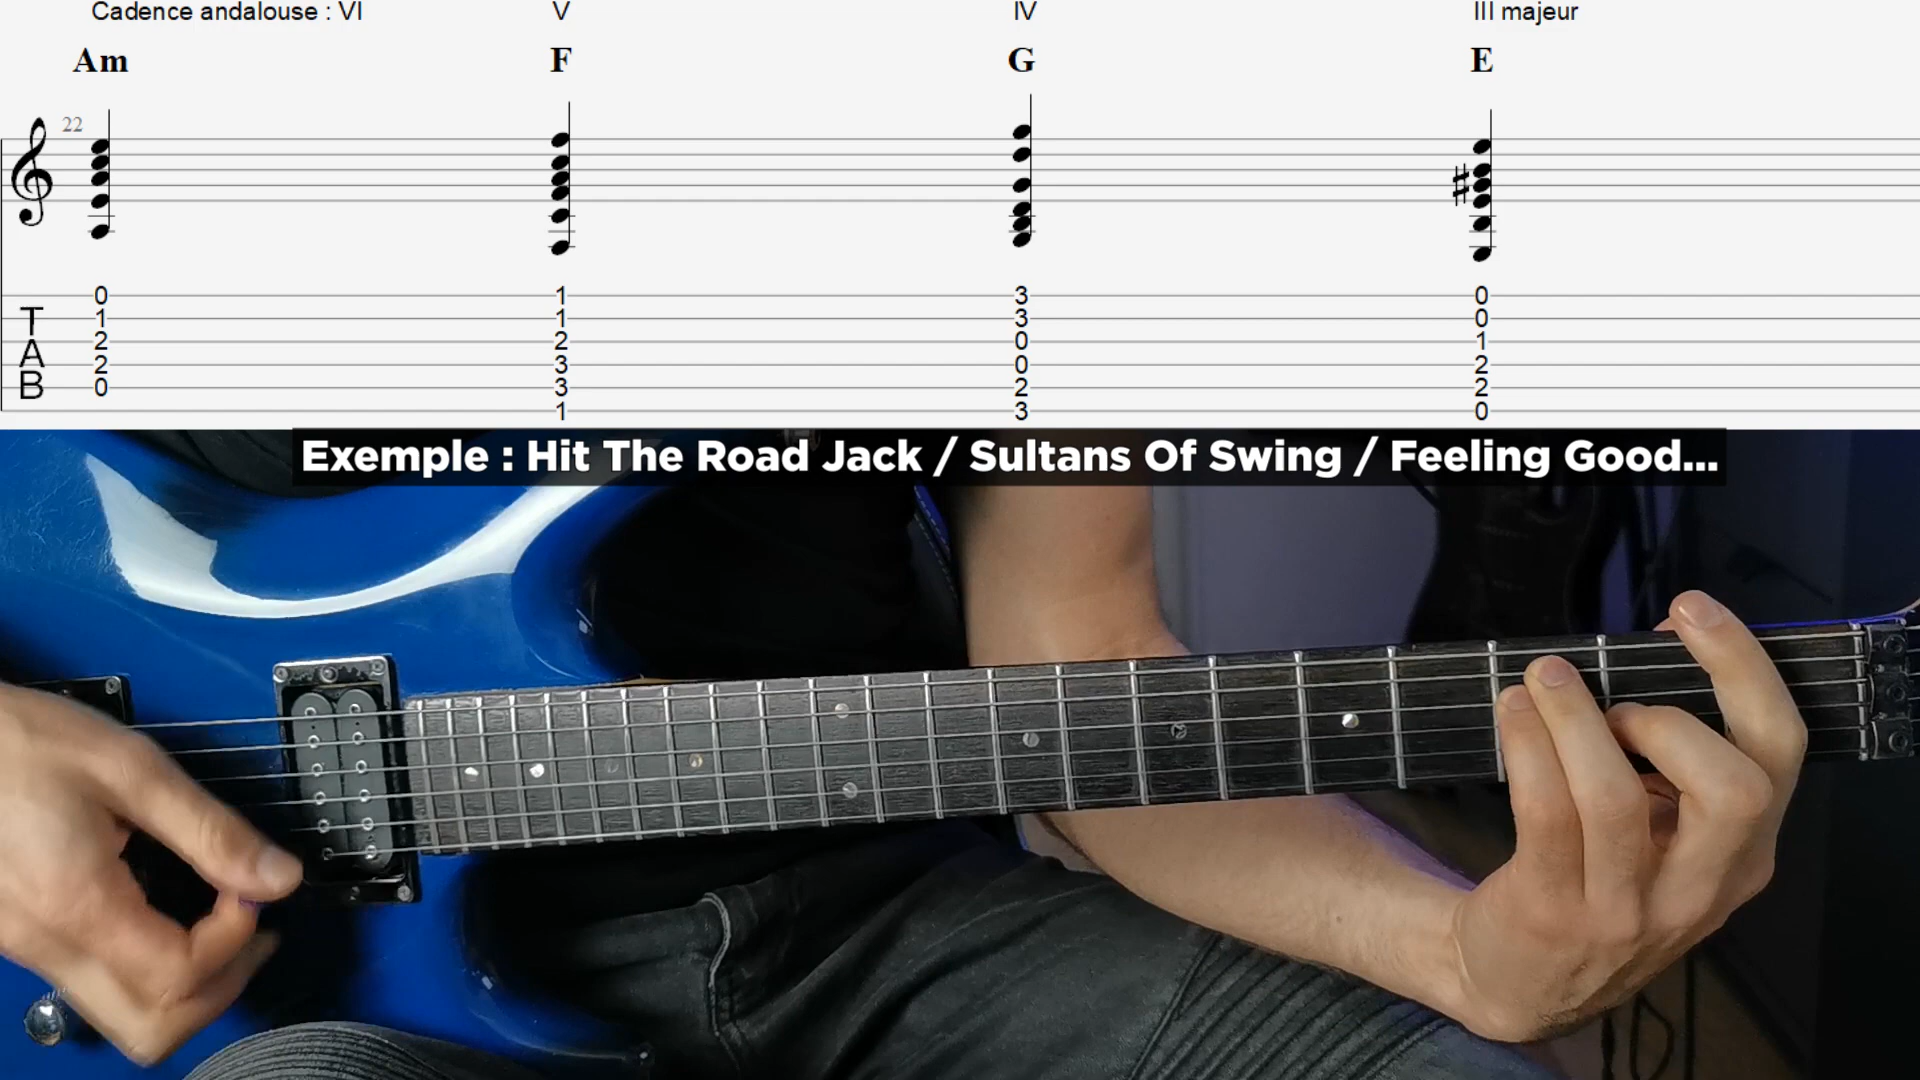 Cadence andalouse : VI V IV III majeur
Am F G E
22
0 1 3 0
1 1 3 0
T
2 2 0 1
A
2 3 0 2
B
0 3 2 2
1 3 0
Exemple : Hit The Road Jack / Sultans Of Swing / Feeling Good...